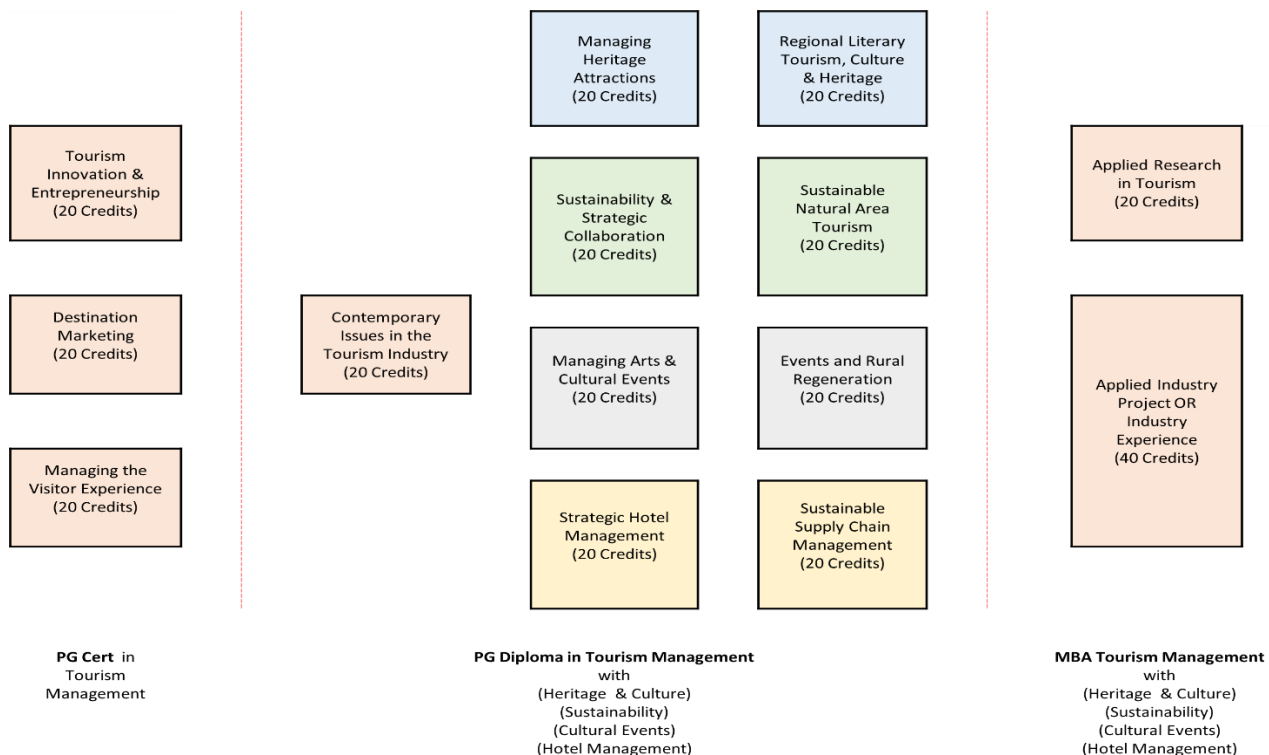 Tourism
Innovation &
Entrepreneurship
(20 Credits)
Destination
Marketing
(20 Credits)
Managing the
Visitor Experience
(20 Credits)
PG Cert in
Tourism
Management
Contemporary
Issues in the
Tourism Industry
(20 Credits)
Managing
Heritage
Attractions
(20 Credits)
Regional Literary
Tourism, Culture
& Heritage
(20 Credits)
Sustainability &
Strategic
Collaboration
(20 Credits)
Sustainable
Natural Area
Tourism
(20 Credits)
Managing Arts &
Cultural Events
(20 Credits)
Events and Rural
Regeneration
(20 Credits)
Strategic Hotel
Management
(20 Credits)
Sustainable
Supply Chain
Management
(20 Credits)
PG Diploma in Tourism Management
with
(Heritage & Culture)
(Sustainability)
(Cultural Events)
(Hotel Management)
Applied Research
in Tourism
(20 Credits)
Applied Industry
Project OR
Industry
Experience
(40 Credits)
MBA Tourism Management
with
(Heritage & Culture)
(Sustainability)
(Cultural Events)
(Hotel Management)